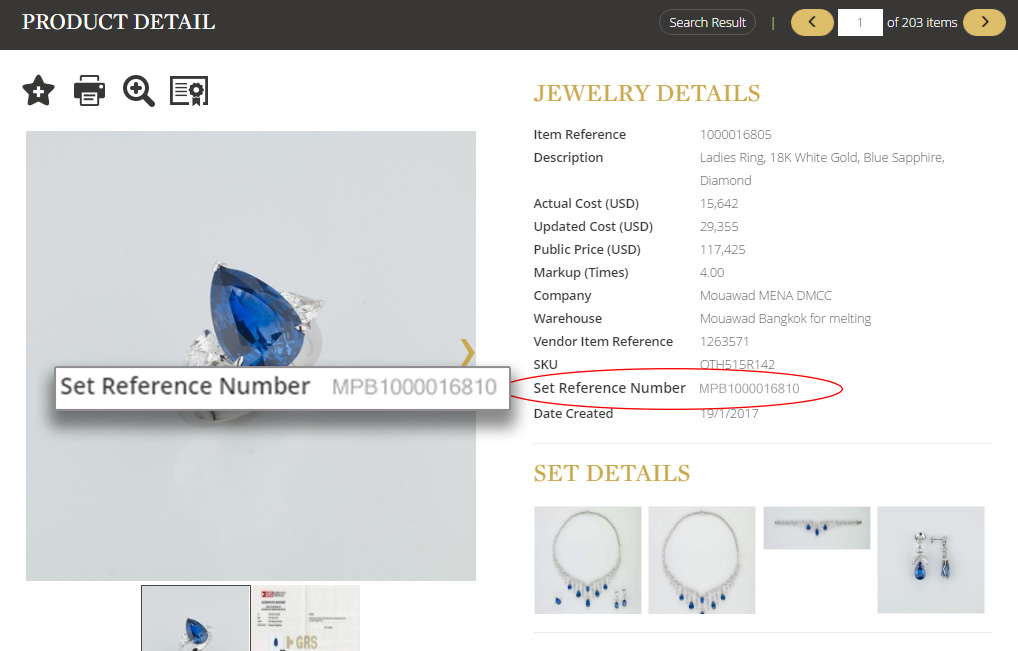 PRODUCT DETAIL
Search Result | 1 of 203 items
JEWELRY DETAILS
Item Reference 1000016805
Description Ladies Ring, 18K White Gold, Blue Sapphire,
Diamond
Actual Cost (USD) 15,642
Updated Cost (USD) 29,355
Public Price (USD) 117,425
Markup (Times) 4.00
Company Mouawad MENA DMCC
Warehouse Mouawad Bangkok for melting
Vendor Item Reference 1263571
SKU OTH515R142
Set Reference Number MPB1000016810
Set Reference Number MPB1000016810
Date Created 19/1/2017
SET DETAILS
GRS